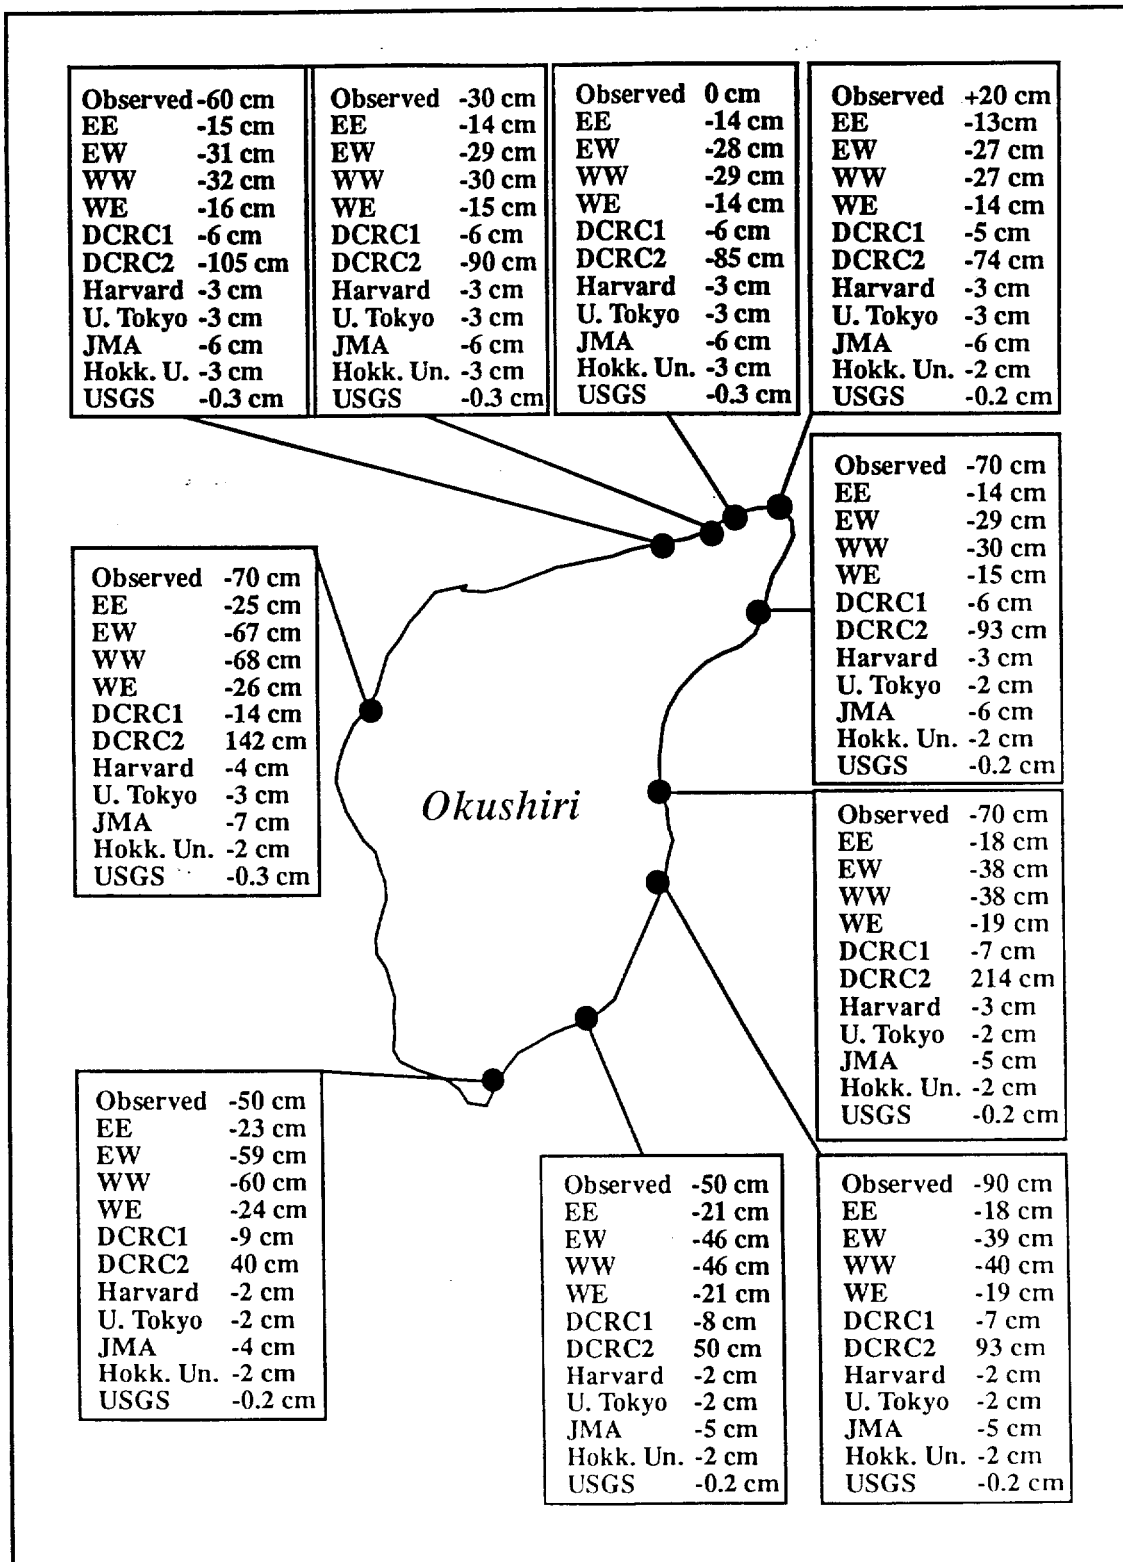 Observed -60 cm
EE -15 cm
EW -31 cm
WW -32 cm
WE -16 cm
DCRC1 -6 cm
DCRC2 -105 cm
Harvard -3 cm
U. Tokyo -3 cm
JMA -6 cm
Hokk. U. -3 cm
USGS -0.3 cm
Observed -30 cm
EE -14 cm
EW -29 cm
WW -30 cm
WE -15 cm
DCRC1 -6 cm
DCRC2 -90 cm
Harvard -3 cm
U. Tokyo -3 cm
JMA -6 cm
Hokk. Un. -3 cm
USGS -0.3 cm
Observed 0 cm
EE -14 cm
EW -28 cm
WW -29 cm
WE -14 cm
DCRC1 -6 cm
DCRC2 -85 cm
Harvard -3 cm
U. Tokyo -3 cm
JMA -6 cm
Hokk. Un. -3 cm
USGS -0.3 cm
Observed +20 cm
EE -13cm
EW -27 cm
WW -27 cm
WE -14 cm
DCRC1 -5 cm
DCRC2 -74 cm
Harvard -3 cm
U. Tokyo -3 cm
JMA -6 cm
Hokk. Un. -2 cm
USGS -0.2 cm
Observed -70 cm
EE -14 cm
EW -29 cm
WW -30 cm
WE -15 cm
DCRC1 -6 cm
DCRC2 -93 cm
Harvard -3 cm
U. Tokyo -2 cm
JMA -6 cm
Hokk. Un. -2 cm
USGS -0.2 cm
Observed -70 cm
EE -25 cm
EW -67 cm
WW -68 cm
WE -26 cm
DCRC1 -14 cm
DCRC2 142 cm
Harvard -4 cm
U. Tokyo -3 cm
JMA -7 cm
Hokk. Un. -2 cm
USGS -0.3 cm
Okushiri
Observed -70 cm
EE -18 cm
EW -38 cm
WW -38 cm
WE -19 cm
DCRC1 -7 cm
DCRC2 214 cm
Harvard -3 cm
U. Tokyo -2 cm
JMA -5 cm
Hokk. Un. -2 cm
USGS -0.2 cm
Observed -50 cm
EE -23 cm
EW -59 cm
WW -60 cm
WE -24 cm
DCRC1 -9 cm
DCRC2 40 cm
Harvard -2 cm
U. Tokyo -2 cm
JMA -4 cm
Hokk. Un. -2 cm
USGS -0.2 cm
Observed -50 cm
EE -21 cm
EW -46 cm
WW -46 cm
WE -21 cm
DCRC1 -8 cm
DCRC2 50 cm
Harvard -2 cm
U. Tokyo -2 cm
JMA -5 cm
Hokk. Un. -2 cm
USGS -0.2 cm
Observed -90 cm
EE -18 cm
EW -39 cm
WW -40 cm
WE -19 cm
DCRC1 -7 cm
DCRC2 93 cm
Harvard -2 cm
U. Tokyo -2 cm
JMA -5 cm
Hokk. Un. -2 cm
USGS -0.2 cm